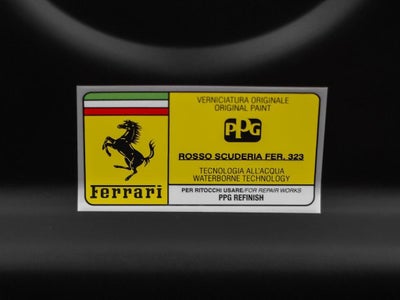 VERNICIATURA ORIGINALE
ORIGINAL PAINT
PPG
ROSSO SCUDERIA FER. 323
TECNOLOGIA ALL'ACQUA
WATERBORNE TECHNOLOGY
PER RITOCCHI USARE/FOR REPAIR WORKS
PPG REFINISH
Ferrari